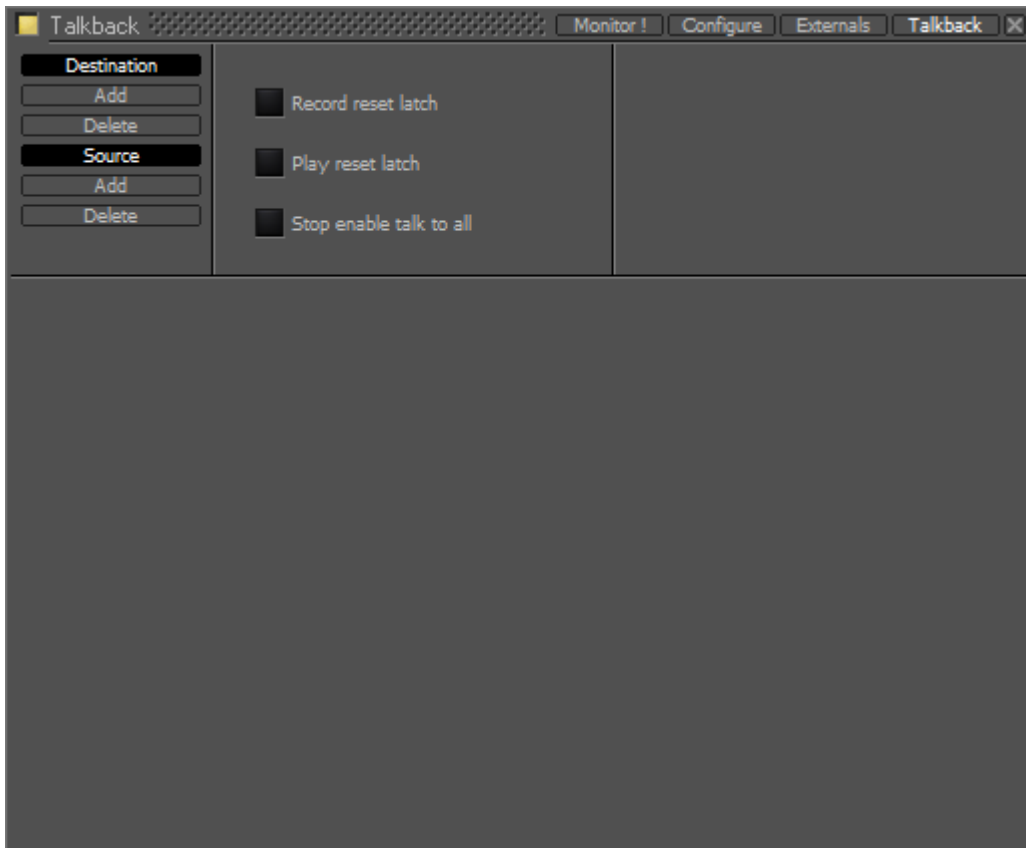 Talkback Monitor ! Configure Externals Talkback
Destination
Add
Delete
Source
Add
Delete
Record reset latch
Play reset latch
Stop enable talk to all